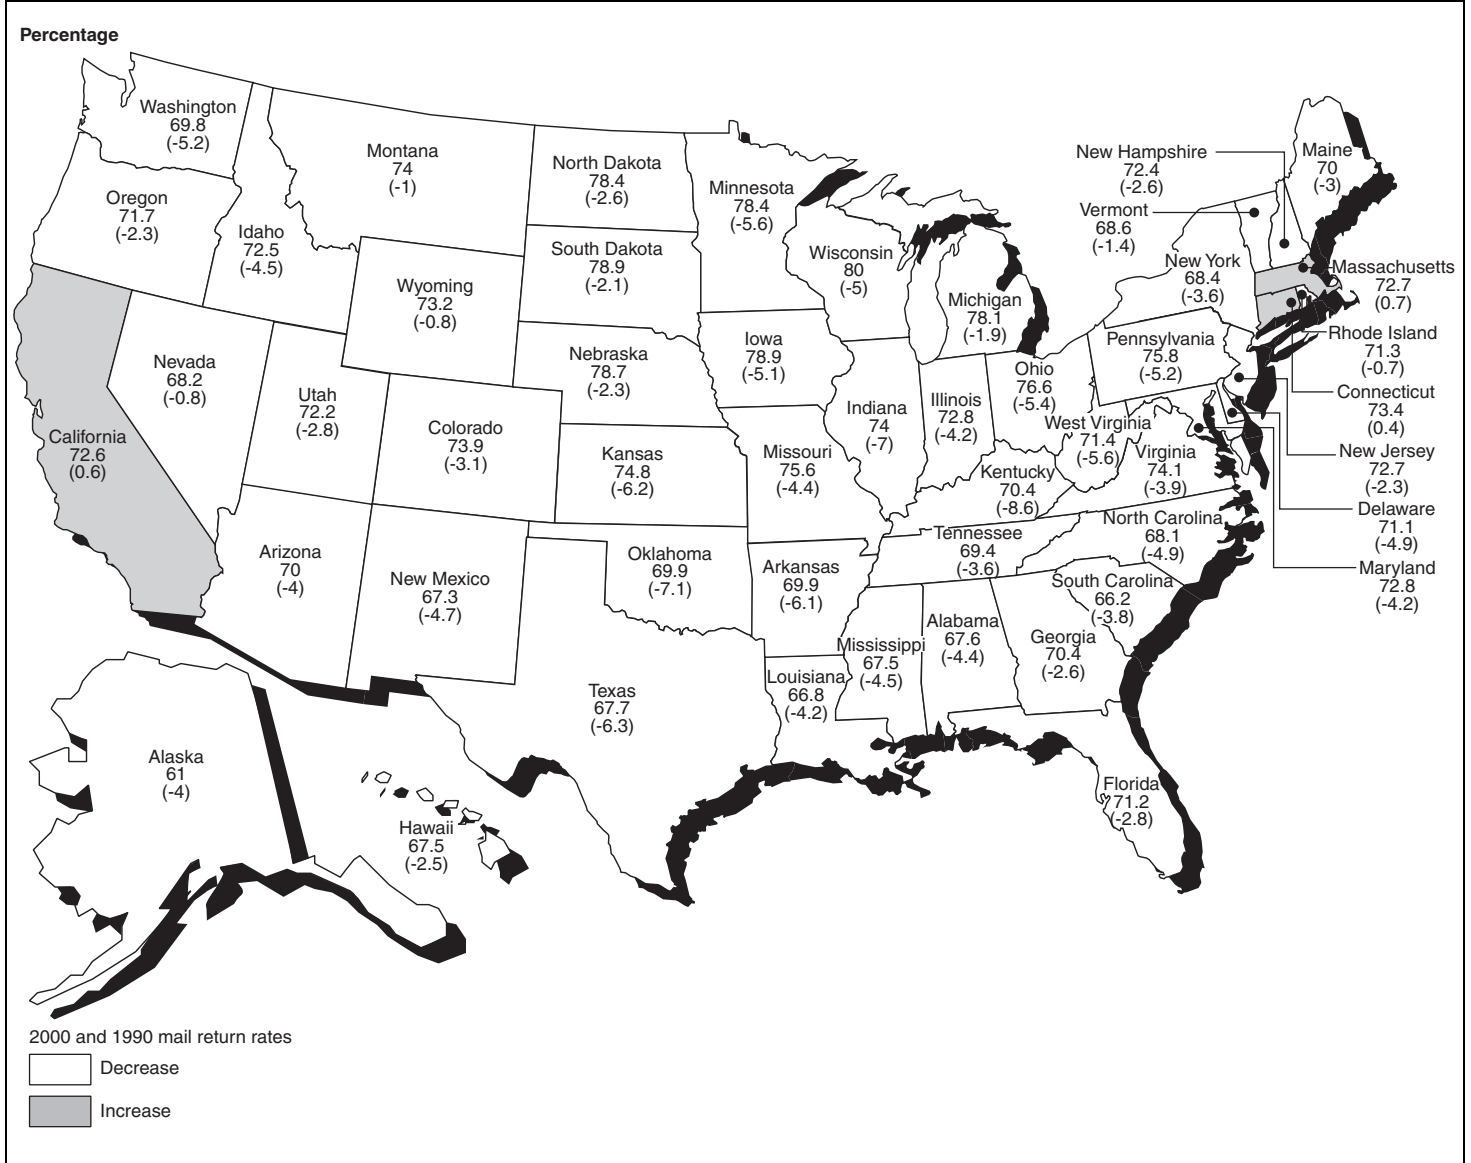 Percentage
Washington
69.8
(-5.2)
Oregon
71.7
(-2.3)
Idaho
72.5
(-4.5)
Montana
74
(-1)
Wyoming
73.2
(-0.8)
North Dakota
78.4
(-2.6)
South Dakota
78.9
(-2.1)
Nebraska
78.7
(-2.3)
Minnesota
78.4
(-5.6)
Wisconsin
80
(-5)
Michigan
78.1
(-1.9)
Iowa
78.9
(-5.1)
Nevada
68.2
(-0.8)
Utah
72.2
(-2.8)
Colorado
73.9
(-3.1)
California
72.6
(0.6)
Kansas
74.8
(-6.2)
Missouri
75.6
(-4.4)
Indiana
74
(-7)
Illinois
72.8
(-4.2)
Ohio
76.6
(-5.4)
West Virginia
71.4
(-5.6)
Virginia
74.1
(-3.9)
Kentucky
70.4
(-8.6)
Pennsylvania
75.8
(-5.2)
New York
68.4
(-3.6)
New Hampshire
72.4
(-2.6)
Vermont
68.6
(-1.4)
Maine
70
(-3)
Massachusetts
72.7
(0.7)
Rhode Island
71.3
(-0.7)
Connecticut
73.4
(0.4)
New Jersey
72.7
(-2.3)
Delaware
71.1
(-4.9)
Maryland
72.8
(-4.2)
North Carolina
68.1
(-4.9)
Tennessee
69.4
(-3.6)
South Carolina
66.2
(-3.8)
Georgia
70.4
(-2.6)
Alabama
67.6
(-4.4)
Mississippi
67.5
(-4.5)
Louisiana
66.8
(-4.2)
Arkansas
69.9
(-6.1)
Oklahoma
69.9
(-7.1)
Arizona
70
(-4)
New Mexico
67.3
(-4.7)
Texas
67.7
(-6.3)
Florida
71.2
(-2.8)
Alaska
61
(-4)
Hawaii
67.5
(-2.5)
2000 and 1990 mail return rates
Decrease
Increase